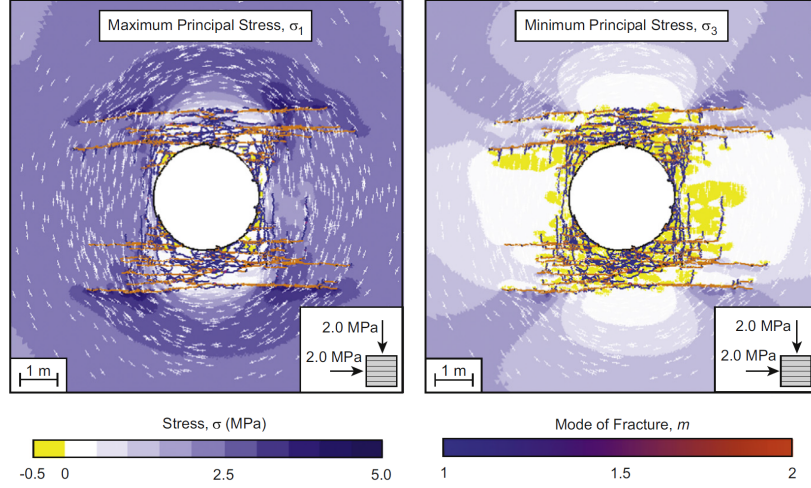 Maximum Principal Stress, σ1
Minimum Principal Stress, σ3
2.0 MPa
2.0 MPa
1 m
2.0 MPa
2.0 MPa
1 m
Stress, σ (MPa)
-0.5 0 2.5 5.0
Mode of Fracture, m
1 1.5 2